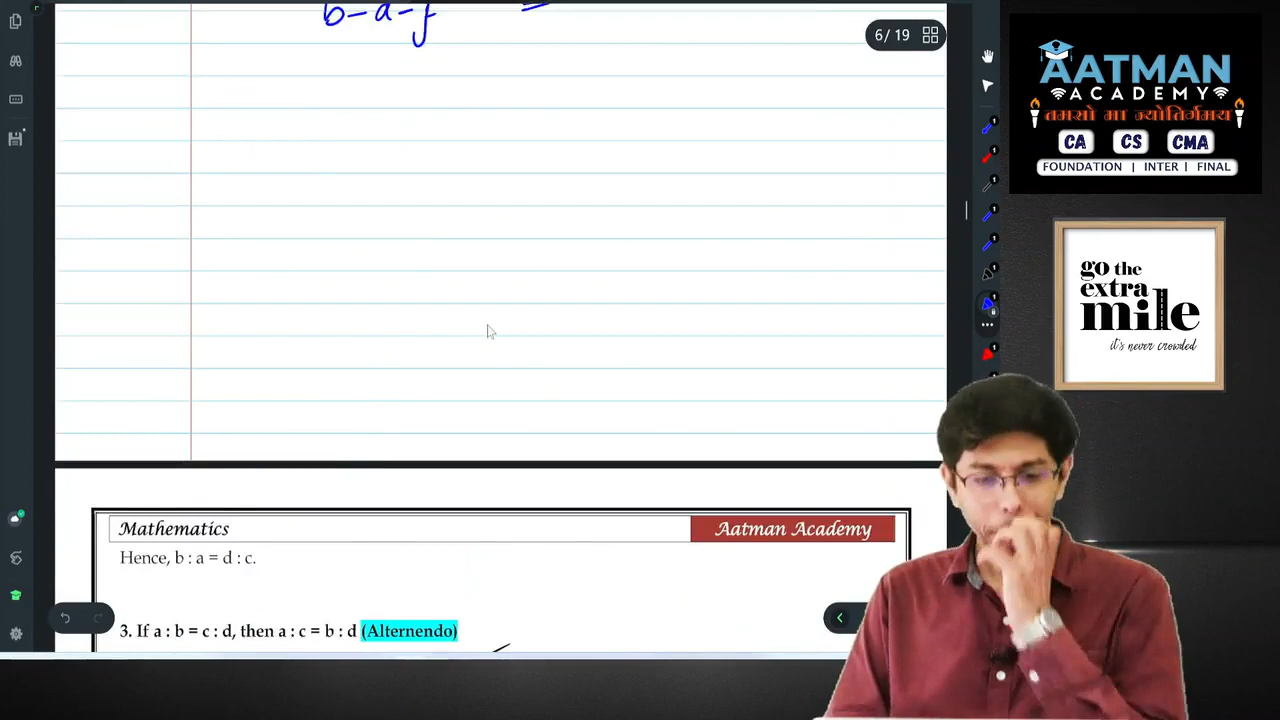 b-a-f
6/19
AATMAN
ACADEMY
तमसो मा ज्योतिर्गमय
CA CS CMA
FOUNDATION | INTER | FINAL
go the
extra
mile
it's never crowded
Mathematics
Aatman Academy
Hence, b : a = d : c.
3. If a : b = c : d, then a : c = b : d (Alternendo)